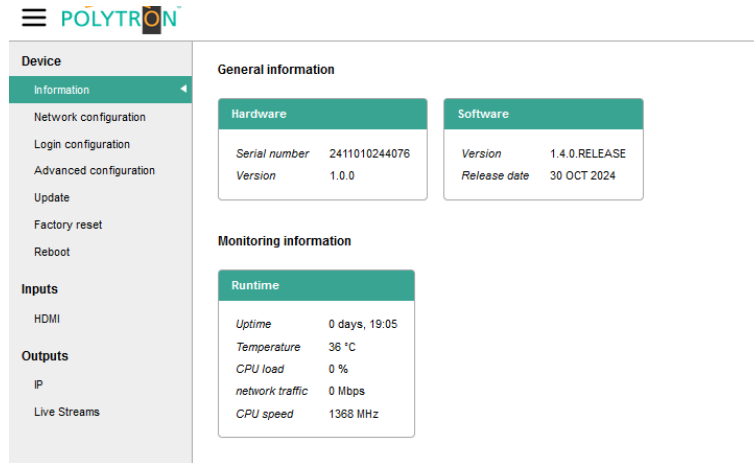 POLYTRON™
Device
Information
Network configuration
Login configuration
Advanced configuration
Update
Factory reset
Reboot
Inputs
HDMI
Outputs
IP
Live Streams
General information
Hardware
Serial number 2411010244076
Version 1.0.0
Software
Version 1.4.0.RELEASE
Release date 30 OCT 2024
Monitoring information
Runtime
Uptime 0 days, 19:05
Temperature 36 °C
CPU load 0 %
network traffic 0 Mbps
CPU speed 1368 MHz